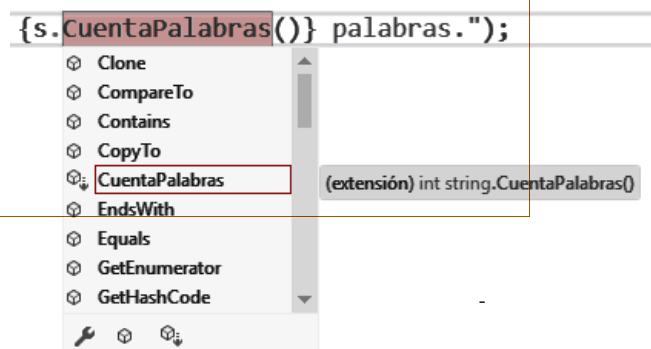 {s.CuentaPalabras()} palabras.");
Clone
CompareTo
Contains
CopyTo
CuentaPalabras
(extensión) int string.CuentaPalabras()
EndsWith
Equals
GetEnumerator
GetHashCode
-